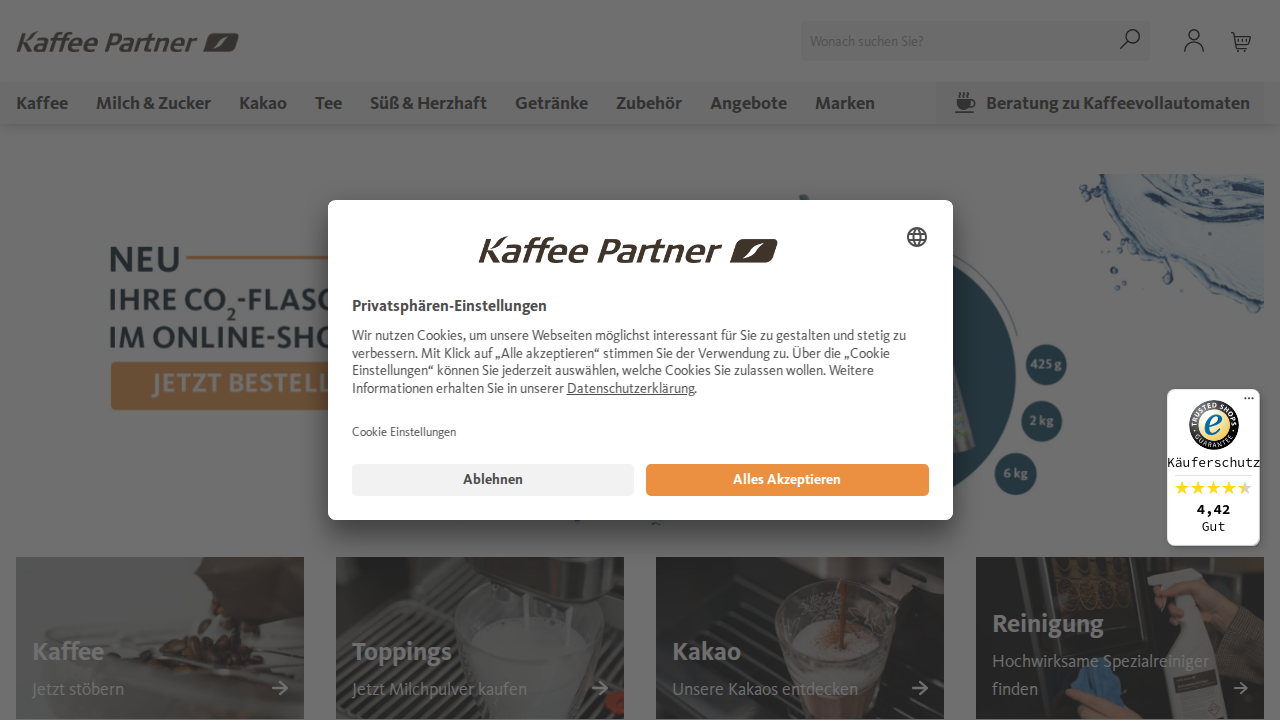 Kaffee Partner
Wonach suchen Sie?
Kaffee Milch & Zucker Kakao Tee Süß & Herzhaft Getränke Zubehör Angebote Marken Beratung zu Kaffeevollautomaten
NEU
IHRE CO2-FLASC
IM ONLINE-SHO
JETZT BESTELL
425 g
2 kg
6 kg
Kaffee Partner
Privatsphären-Einstellungen
Wir nutzen Cookies, um unsere Webseiten möglichst interessant für Sie zu gestalten und stetig zu
verbessern. Mit Klick auf „Alle akzeptieren“ stimmen Sie der Verwendung zu. Über die „Cookie
Einstellungen“ können Sie jederzeit auswählen, welche Cookies Sie zulassen wollen. Weitere
Informationen erhalten Sie in unserer Datenschutzerklärung.
Cookie Einstellungen
Ablehnen Alles Akzeptieren
TRUSTED SHOPS
e
GUARANTEE
Käuferschutz
4,42
Gut
Kaffee
Jetzt stöbern
Toppings
Jetzt Milchpulver kaufen
Kakao
Unsere Kakaos entdecken
Reinigung
Hochwirksame Spezialreiniger
finden